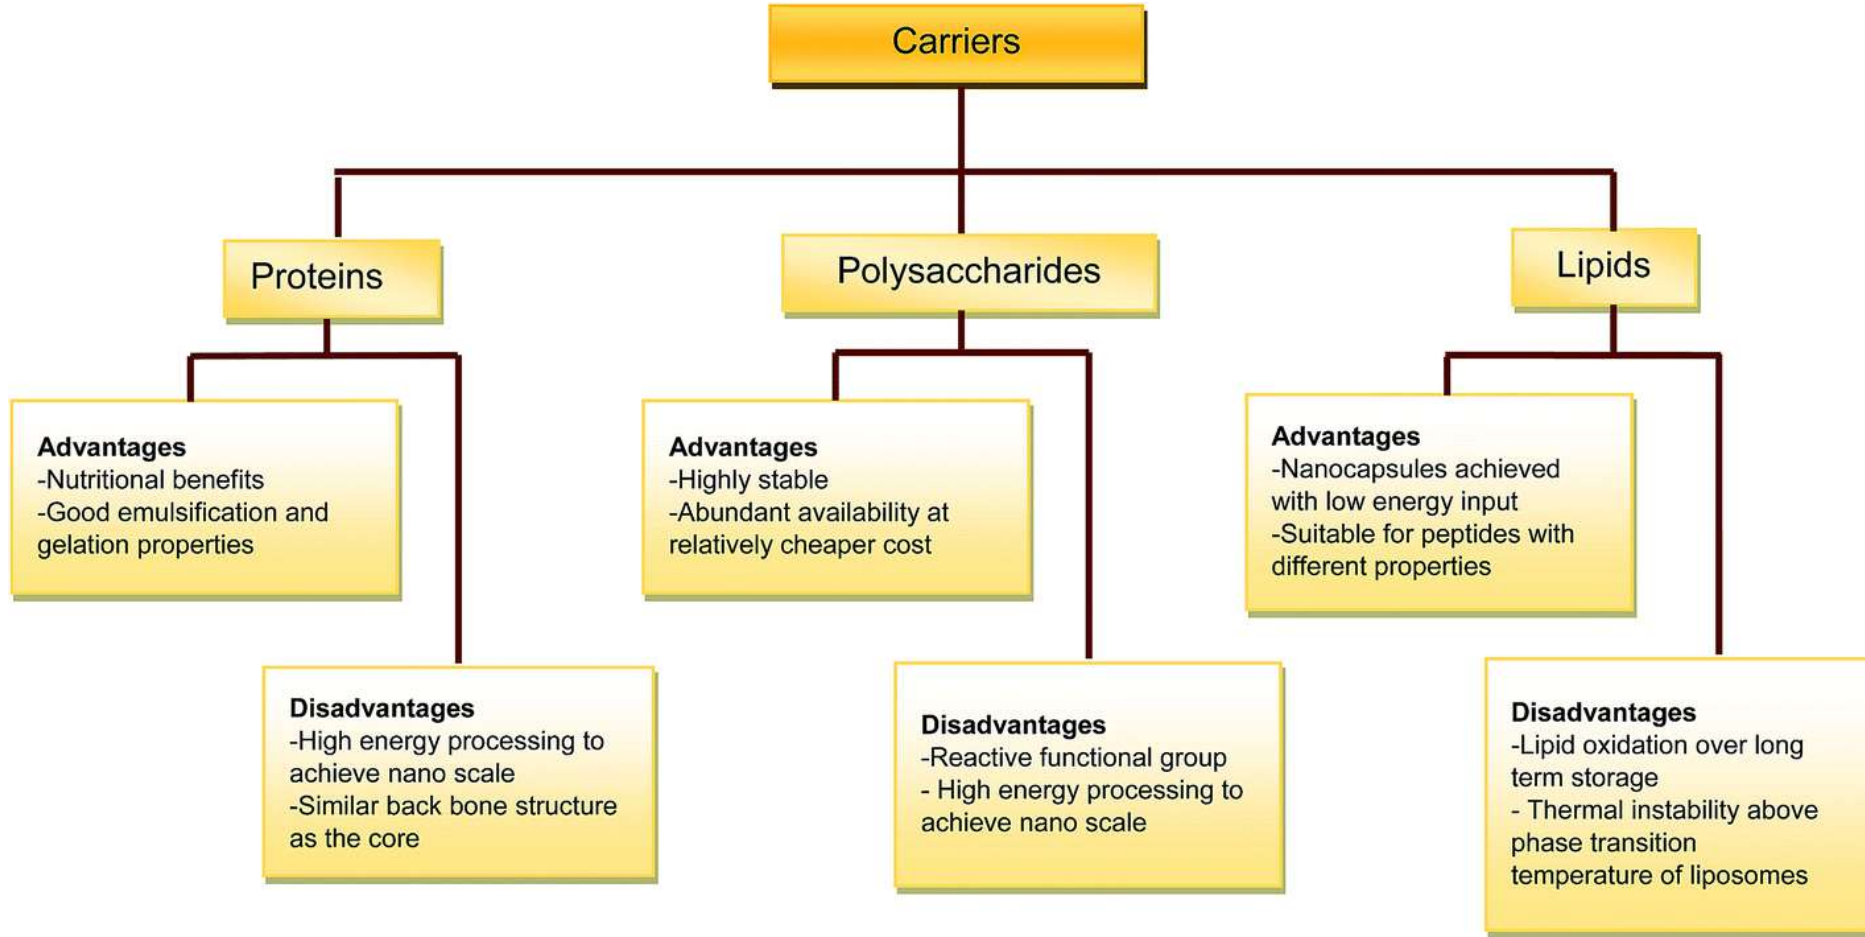 Carriers
Proteins
Polysaccharides
Lipids
Advantages
-Nutritional benefits
-Good emulsification and
gelation properties
Disadvantages
-High energy processing to
achieve nano scale
-Similar back bone structure
as the core
Advantages
-Highly stable
-Abundant availability at
relatively cheaper cost
Disadvantages
-Reactive functional group
- High energy processing to
achieve nano scale
Advantages
-Nanocapsules achieved
with low energy input
-Suitable for peptides with
different properties
Disadvantages
-Lipid oxidation over long
term storage
- Thermal instability above
phase transition
temperature of liposomes